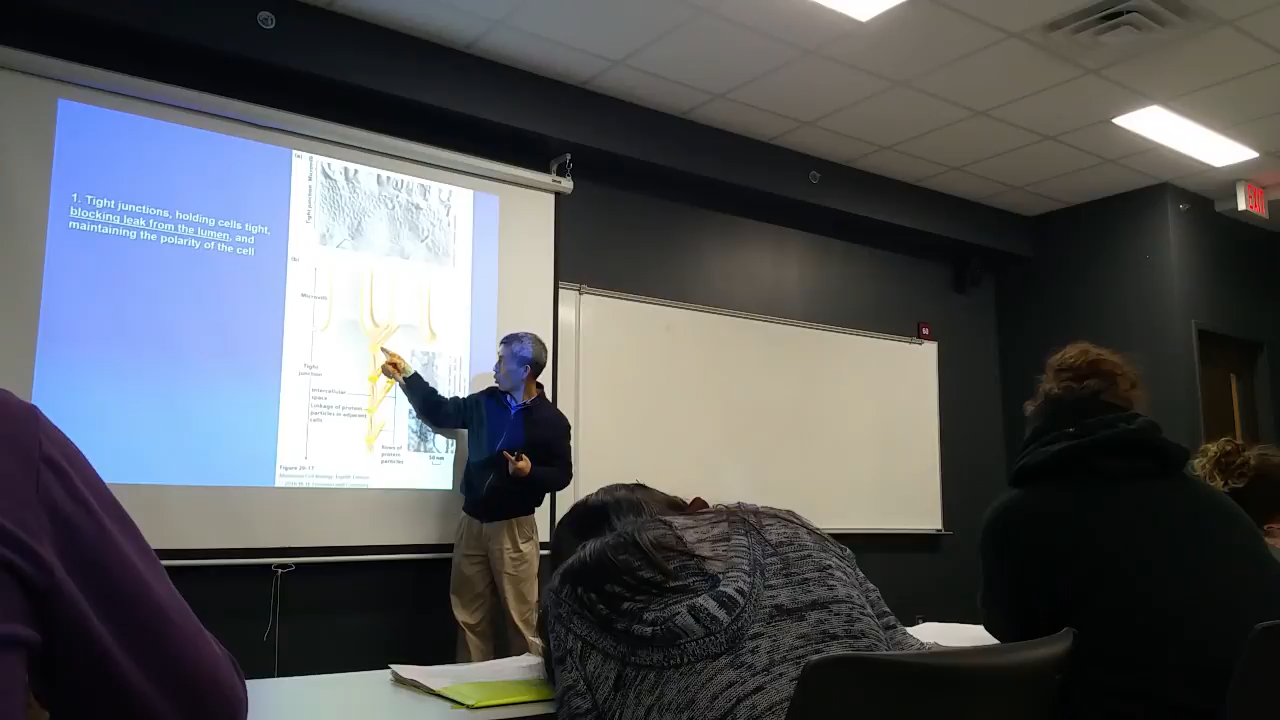 1. Tight junctions, holding cells tight,
blocking leak from the lumen, and
maintaining the polarity of the cell
(a)
Microvilli
Tight junction
(b)
Microvilli
Tight
junction
Intercellular
space
Linkage of protein
particles in adjacent
cells
Rows of
protein
particles
50 nm
Figure 20-17
EXIT